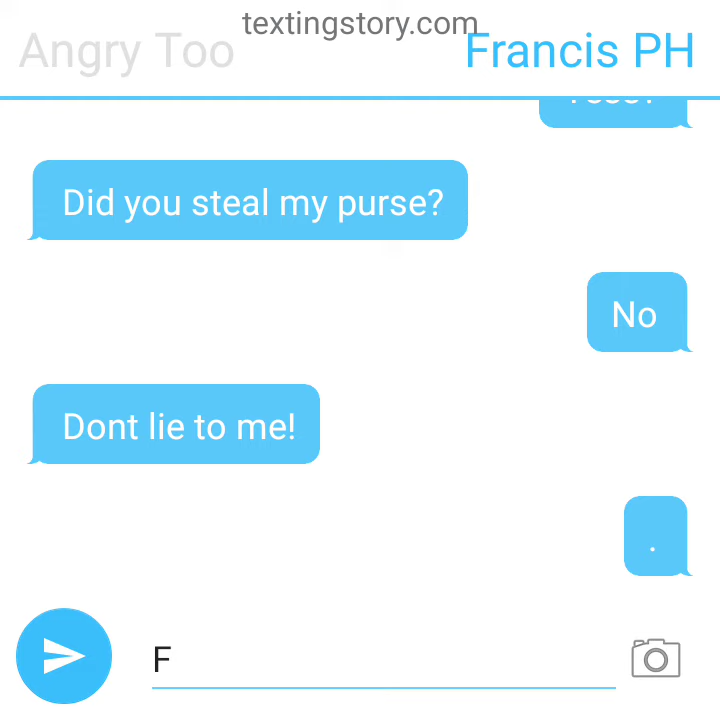 textingstory.com
Angry Too
Francis PH
Did you steal my purse?
No
Dont lie to me!
.
F